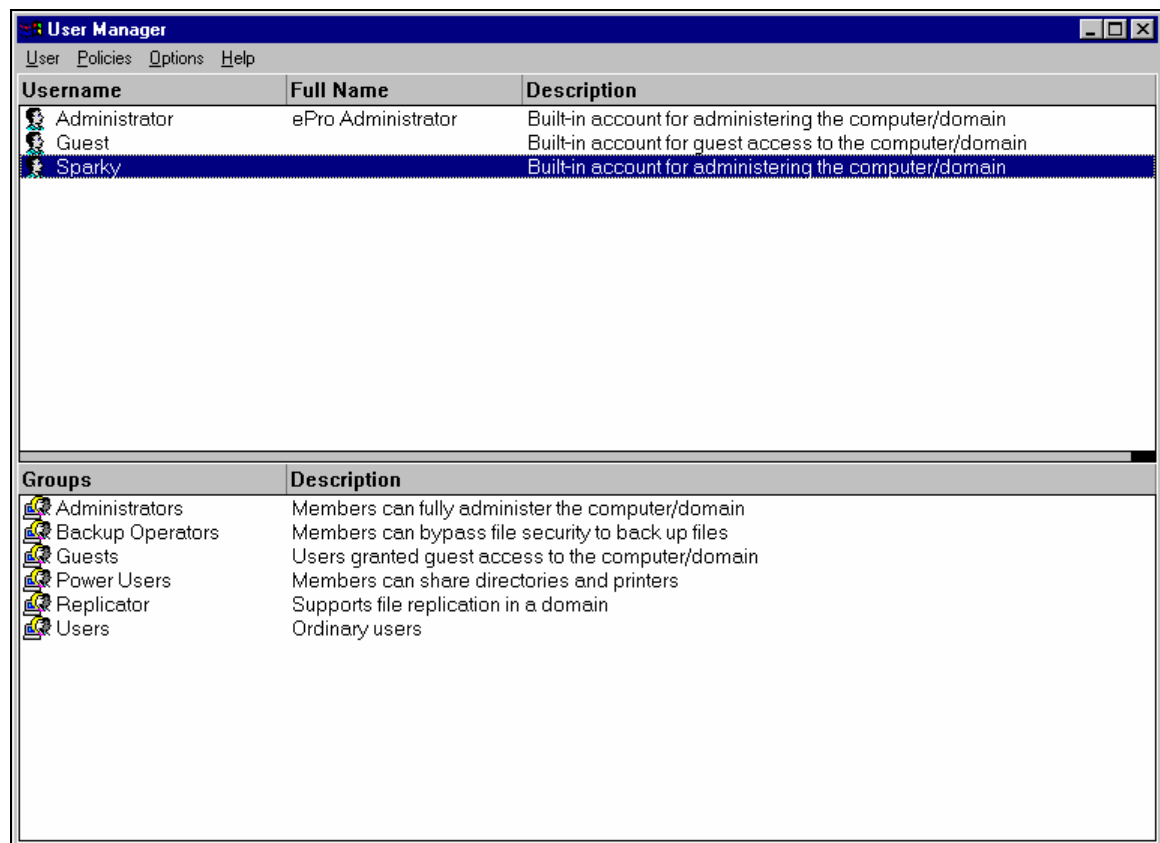 User Manager
User Policies Options Help
Username Full Name Description
Administrator ePro Administrator Built-in account for administering the computer/domain
Guest Built-in account for guest access to the computer/domain
Sparky Built-in account for administering the computer/domain
Groups Description
Administrators Members can fully administer the computer/domain
Backup Operators Members can bypass file security to back up files
Guests Users granted guest access to the computer/domain
Power Users Members can share directories and printers
Replicator Supports file replication in a domain
Users Ordinary users